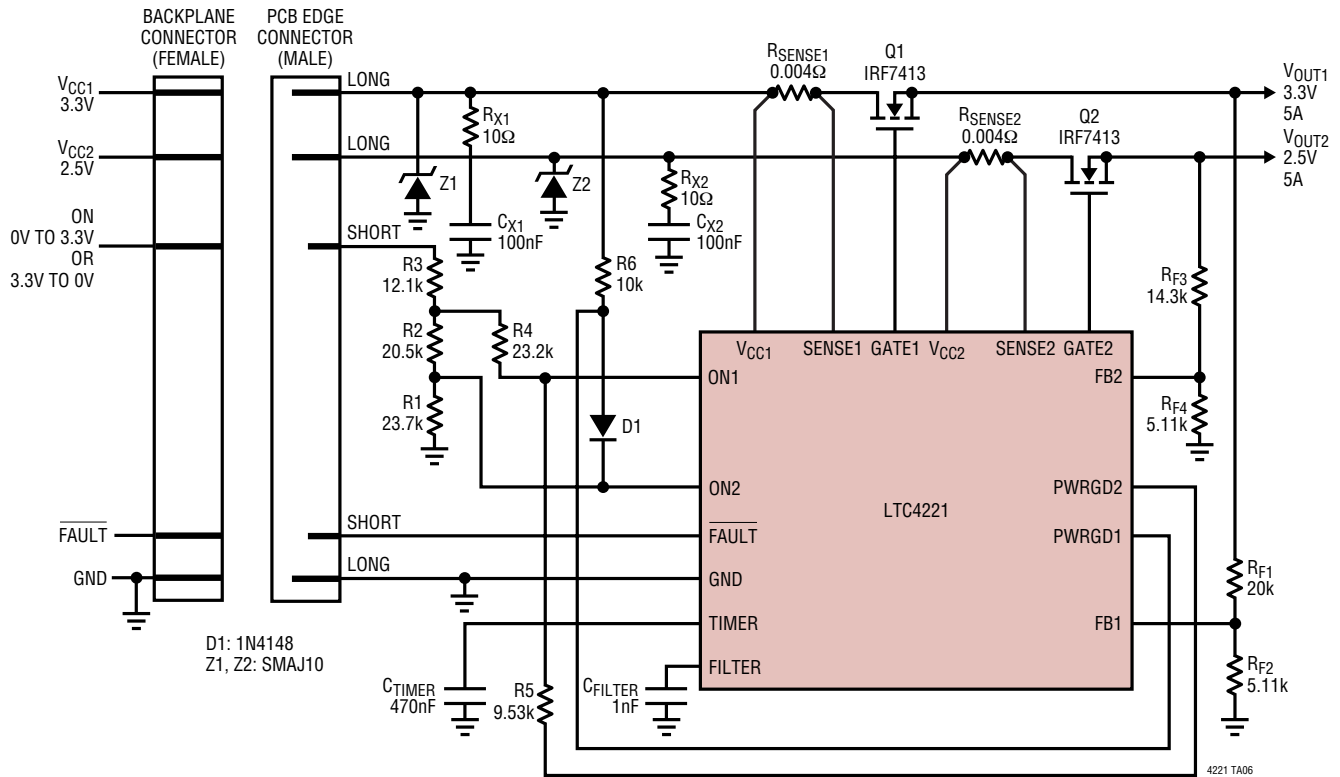 BACKPLANE
CONNECTOR
(FEMALE)
PCB EDGE
CONNECTOR
(MALE)
VCC1
3.3V
VCC2
2.5V
ON
0V TO 3.3V
OR
3.3V TO 0V
FAULT
GND
LONG
LONG
SHORT
SHORT
LONG
Z1
RX1
10Ω
CX1
100nF
Z2
RX2
10Ω
CX2
100nF
R3
12.1k
R2
20.5k
R1
23.7k
R4
23.2k
R6
10k
D1
RSENSE1
0.004Ω
Q1
IRF7413
RSENSE2
0.004Ω
Q2
IRF7413
VOUT1
3.3V
5A
VOUT2
2.5V
5A
RF3
14.3k
RF4
5.11k
RF1
20k
RF2
5.11k
VCC1
SENSE1
GATE1
VCC2
SENSE2
GATE2
ON1
ON2
FAULT
GND
TIMER
FILTER
LTC4221
FB2
PWRGD2
PWRGD1
FB1
CTIMER
470nF
R5
9.53k
CFILTER
1nF
D1: 1N4148
Z1, Z2: SMAJ10
4221 TA06